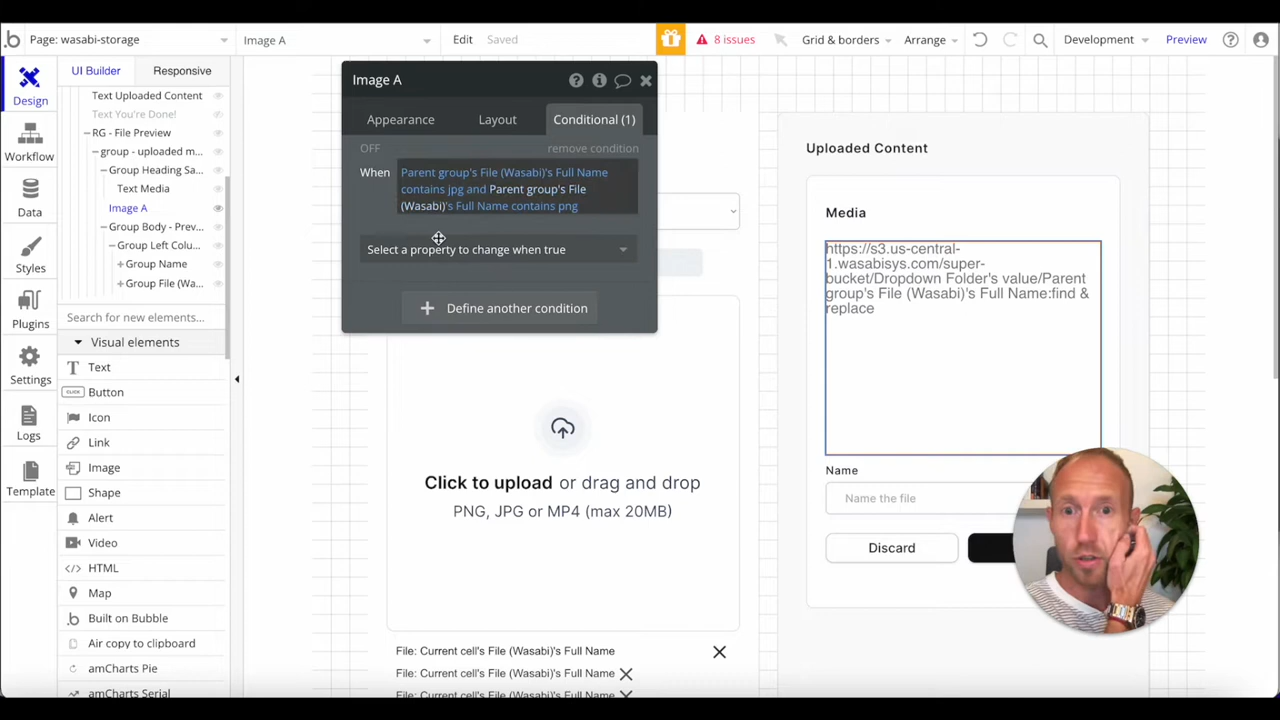 b
Page: wasabi-storage
Image A
Edit
Saved
8 issues
Grid & borders
Arrange
Development
Preview
Design
Workflow
Data
Styles
Plugins
Settings
Logs
Template
UI Builder
Responsive
Text Uploaded Content
Text You're Done!
RG - File Preview
group - uploaded m...
Group Heading Sa...
Text Media
Image A
Group Body - Prev...
Group Left Colu...
Group Name
Group File (Wa...
Search for new elements...
Visual elements
Text
Button
CLICK
Icon
Link
Image
Shape
Alert
Video
HTML
Map
Built on Bubble
Air copy to clipboard
amCharts Pie
amCharts Serial
Image A
Appearance
Layout
Conditional (1)
OFF
remove condition
When
Parent group's File (Wasabi)'s Full Name
contains jpg and Parent group's File
(Wasabi)'s Full Name contains png
Select a property to change when true
Define another condition
Click to upload or drag and drop
PNG, JPG or MP4 (max 20MB)
File: Current cell's File (Wasabi)'s Full Name
File: Current cell's File (Wasabi)'s Full Name
File: Current cell's File (Wasabi)'s Full Name
Uploaded Content
Media
https://s3.us-central-
1.wasabisys.com/super-
bucket/Dropdown Folder's value/Parent
group's File (Wasabi)'s Full Name:find &
replace
Name
Name the file
Discard